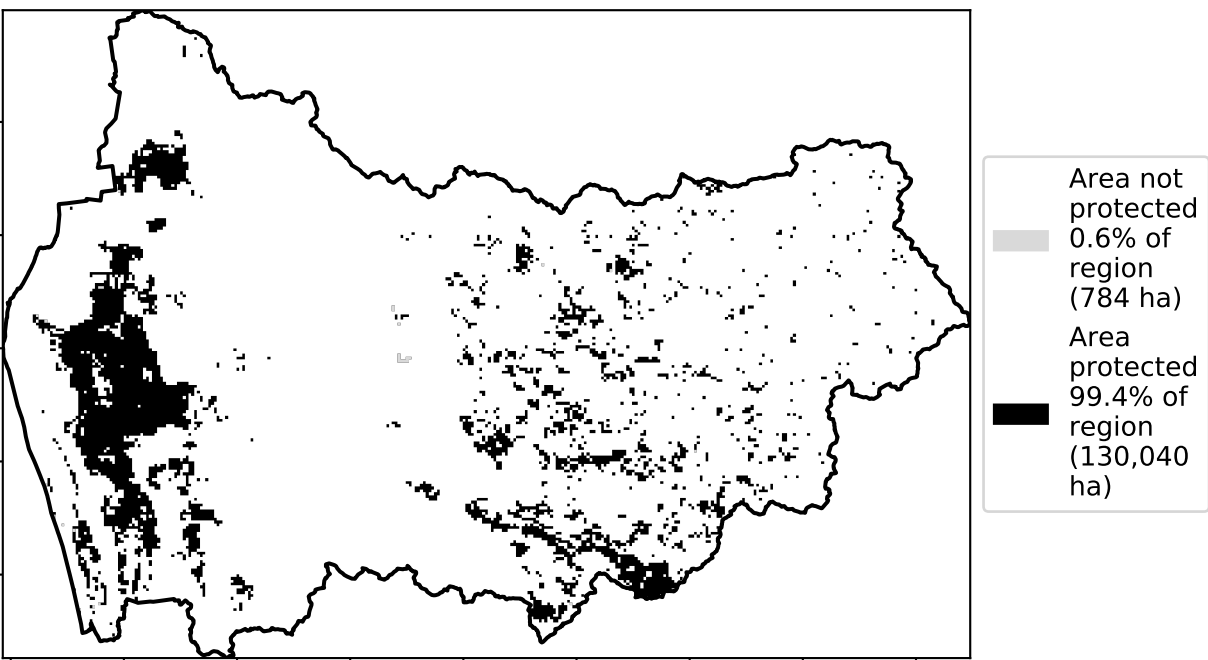 Area not
protected
0.6% of
region
(784 ha)
Area
protected
99.4% of
region
(130,040
ha)